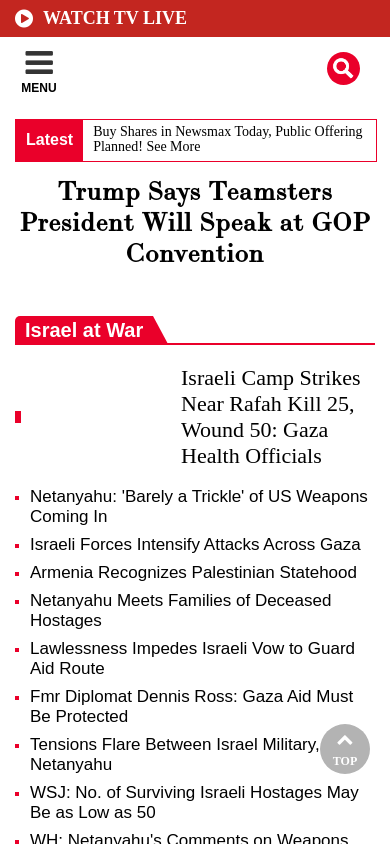 WATCH TV LIVE
MENU
Latest
Buy Shares in Newsmax Today, Public Offering
Planned! See More
Trump Says Teamsters
President Will Speak at GOP
Convention
Israel at War
Israeli Camp Strikes
Near Rafah Kill 25,
Wound 50: Gaza
Health Officials
Netanyahu: 'Barely a Trickle' of US Weapons
Coming In
Israeli Forces Intensify Attacks Across Gaza
Armenia Recognizes Palestinian Statehood
Netanyahu Meets Families of Deceased
Hostages
Lawlessness Impedes Israeli Vow to Guard
Aid Route
Fmr Diplomat Dennis Ross: Gaza Aid Must
Be Protected
Tensions Flare Between Israel Military,
Netanyahu
TOP
WSJ: No. of Surviving Israeli Hostages May
Be as Low as 50
WH: Netanyahu's Comments on Weapons